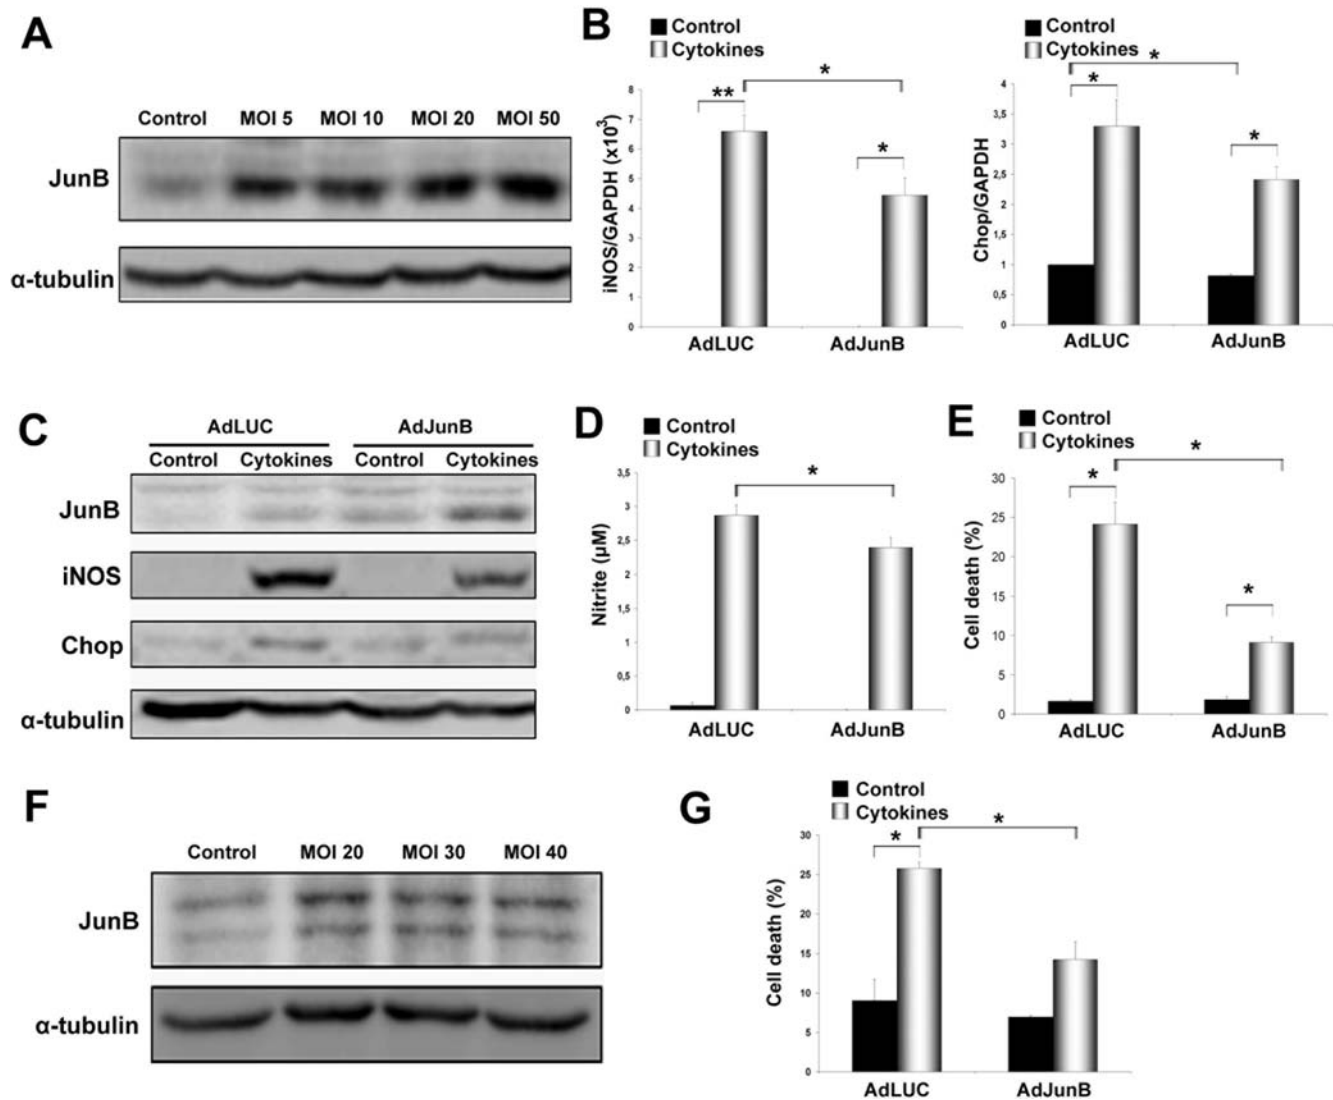 A
Control MOI 5 MOI 10 MOI 20 MOI 50
JunB
α-tubulin
B
Control
Cytokines
*
**
*
8
7
6
5
4
3
2
1
0
iNOS/GAPDH (x10³)
AdLUC AdJunB
Control
Cytokines
*
*
*
4
3,5
3
2,5
2
1,5
1
0,5
0
Chop/GAPDH
AdLUC AdJunB
C
AdLUC AdJunB
Control Cytokines Control Cytokines
JunB
iNOS
Chop
α-tubulin
D
Control
Cytokines
*
3,5
3
2,5
2
1,5
1
0,5
0
Nitrite (µM)
AdLUC AdJunB
E
Control
Cytokines
*
*
*
30
25
20
15
10
5
0
Cell death (%)
AdLUC AdJunB
F
Control MOI 20 MOI 30 MOI 40
JunB
α-tubulin
G
Control
Cytokines
*
*
30
25
20
15
10
5
0
Cell death (%)
AdLUC AdJunB